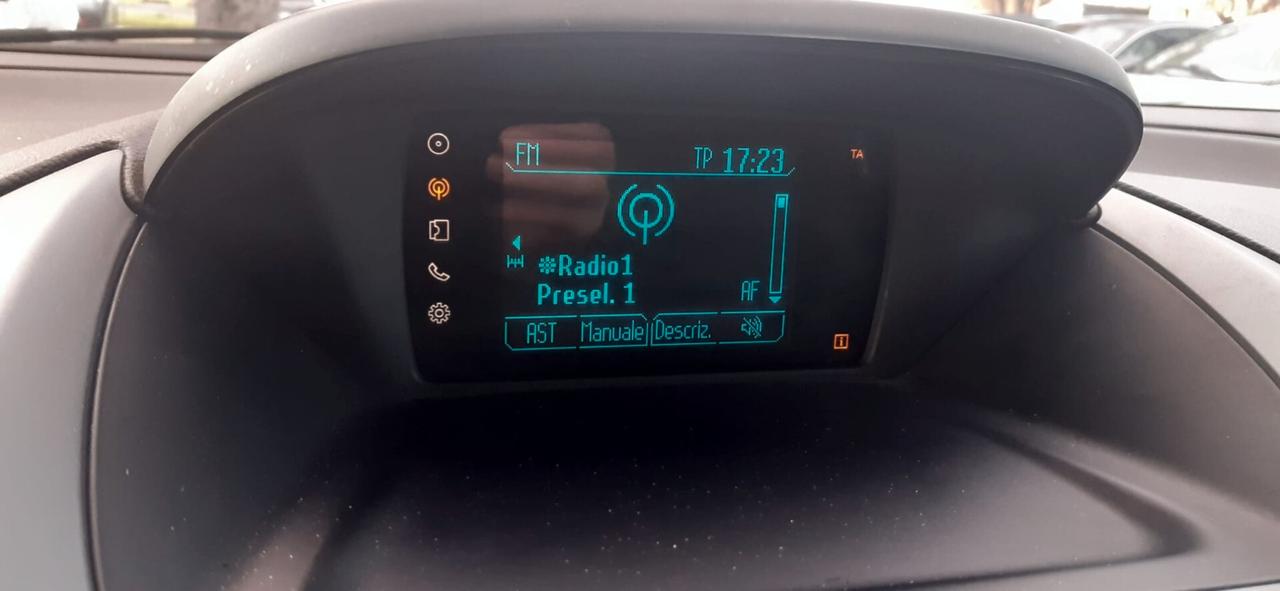 FM TP 17:23
TA
*Radio1
Presel. 1
AF
AST Manuale Descriz.
i